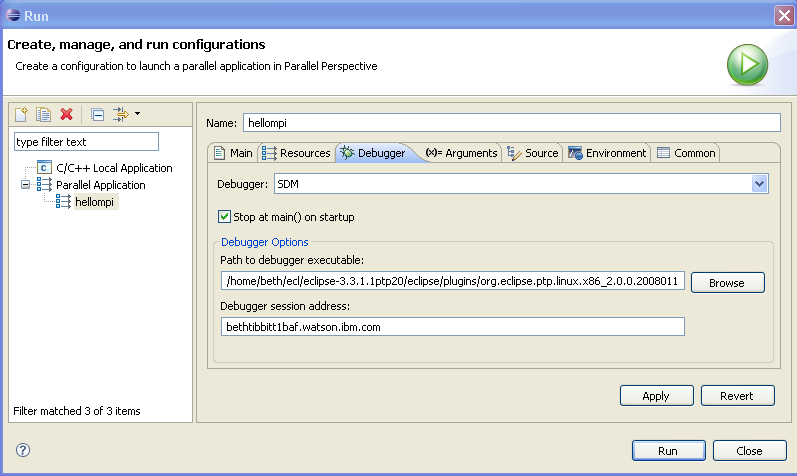 Run
Create, manage, and run configurations
Create a configuration to launch a parallel application in Parallel Perspective
type filter text
C/C++ Local Application
Parallel Application
hellompi
Filter matched 3 of 3 items
Name: hellompi
Main Resources Debugger (x)= Arguments Source Environment Common
Debugger: SDM
Stop at main() on startup
Debugger Options
Path to debugger executable:
/home/beth/ecl/eclipse-3.3.1.1ptp20/eclipse/plugins/org.eclipse.ptp.linux.x86_2.0.0.2008011 Browse
Debugger session address:
bethtibbitt1baf.watson.ibm.com
Apply Revert
? Run Close